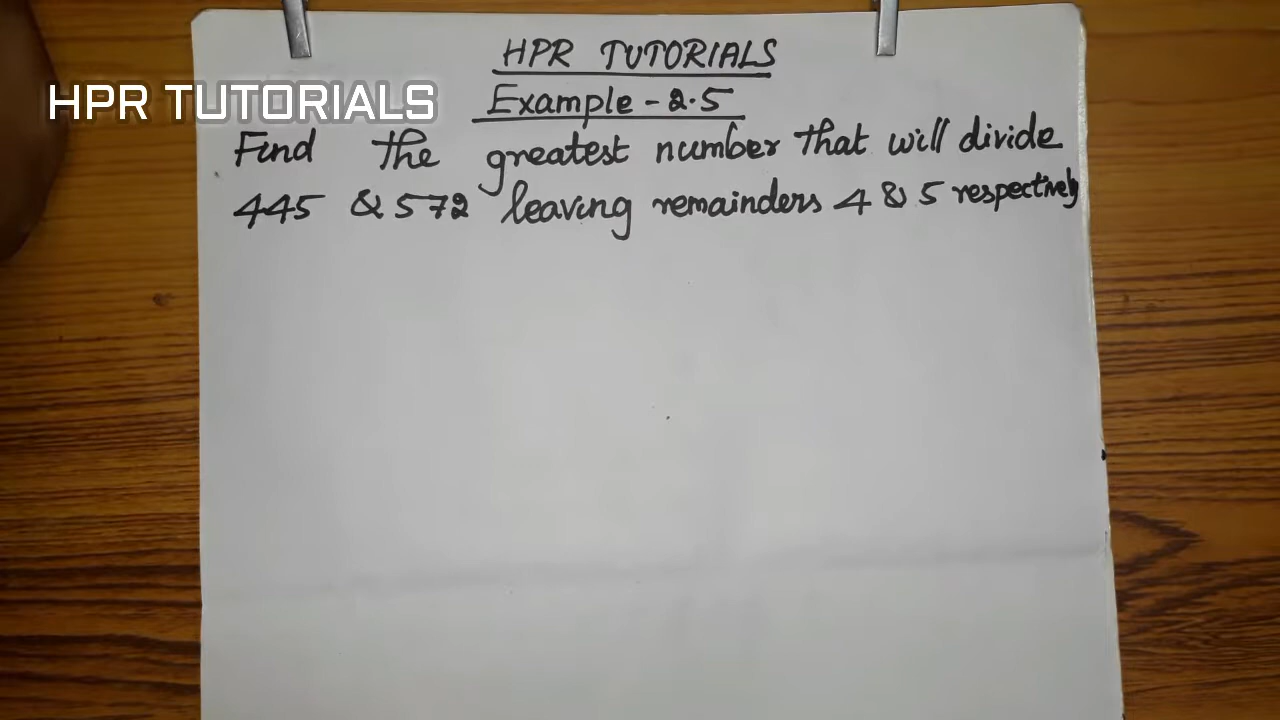 HPR TUTORIALS
HPR TUTORIALS
Example - 2.5
Find the greatest number that will divide
445 & 572 leaving remainders 4 & 5 respectively